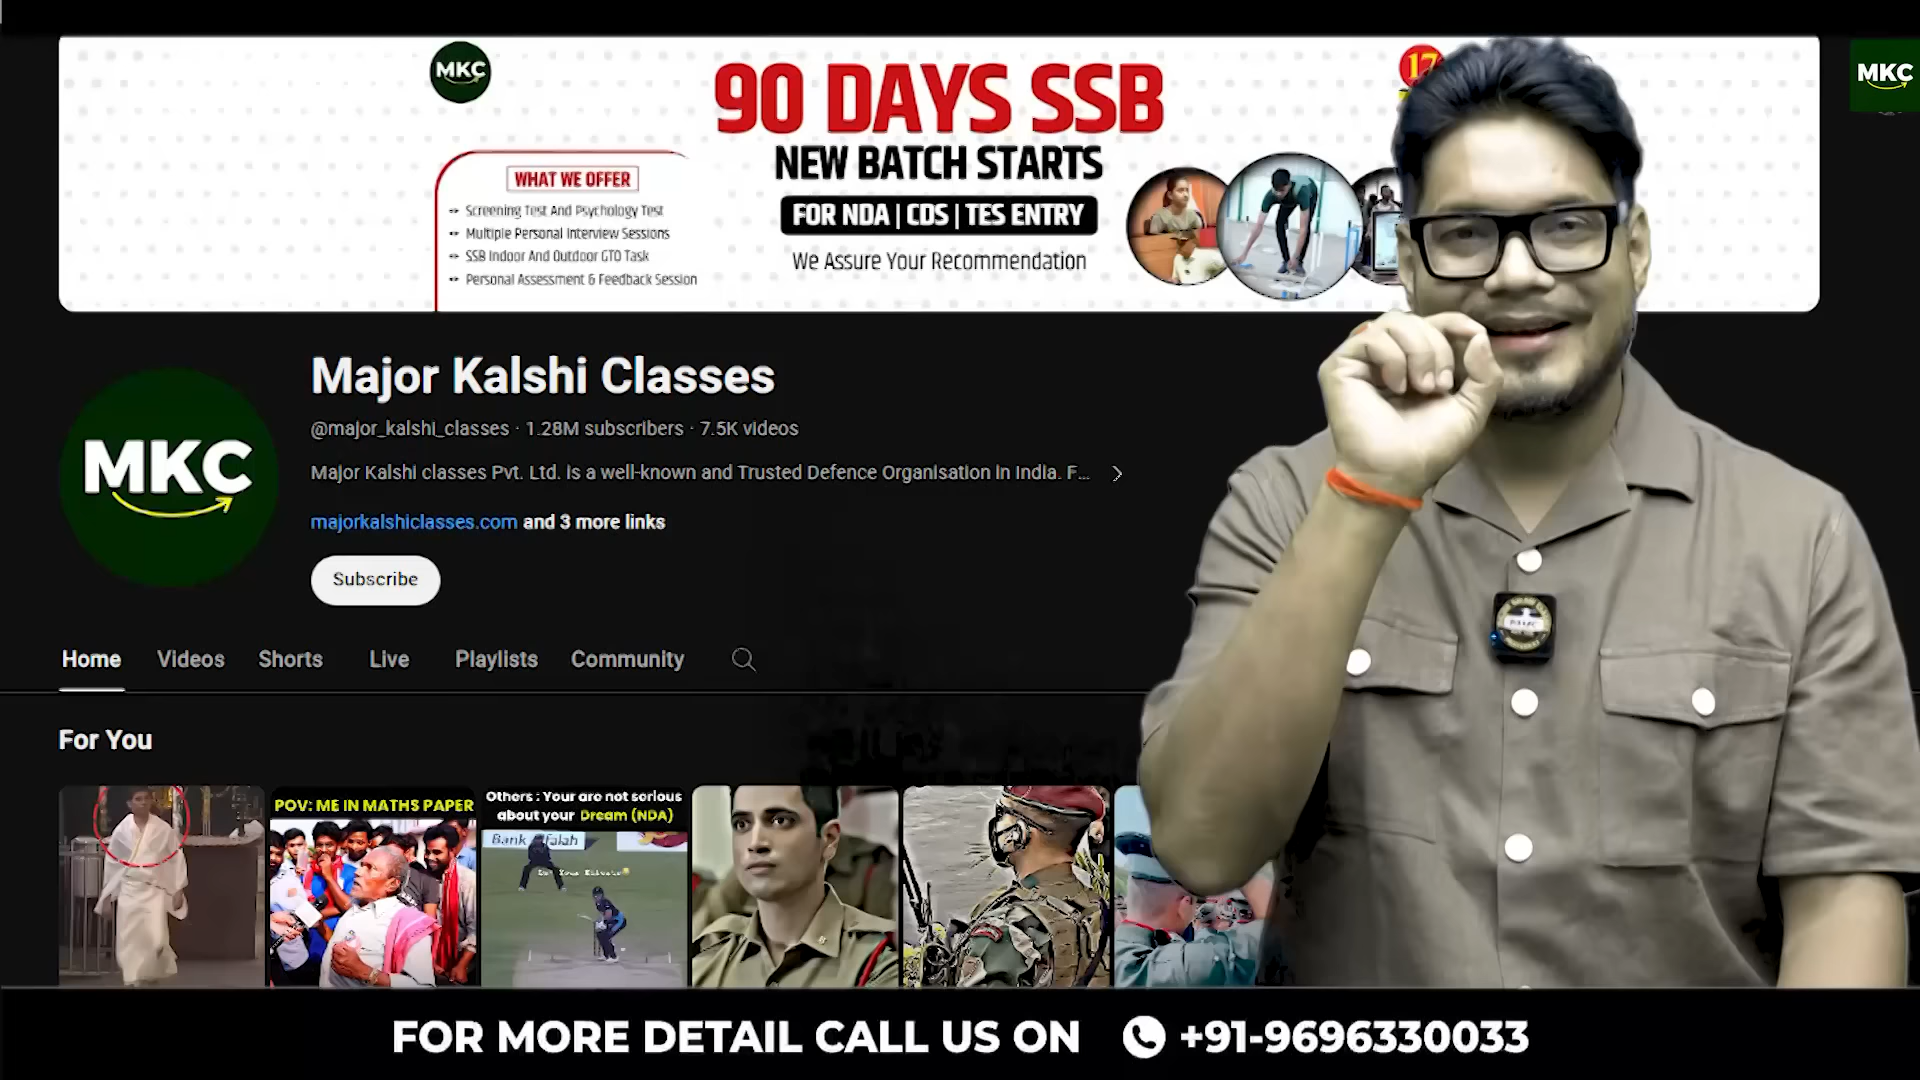 MKC
90 DAYS SSB
NEW BATCH STARTS
FOR NDA | CDS | TES ENTRY
We Assure Your Recommendation
WHAT WE OFFER
Screening Test And Psychology Test
Multiple Personal Interview Sessions
SSB Indoor And Outdoor GTO Task
Personal Assessment & Feedback Session
17
MKC
MKC
Major Kalshi Classes
@major_kalshi_classes · 1.28M subscribers · 7.5K videos
Major Kalshi classes Pvt. Ltd. is a well-known and Trusted Defence Organisation in India. F...
majorkalshiclasses.com and 3 more links
Subscribe
Home Videos Shorts Live Playlists Community
For You
POV: ME IN MATHS PAPER
Others : Your are not serious
about your Dream (NDA)
Bank
FOR MORE DETAIL CALL US ON +91-9696330033